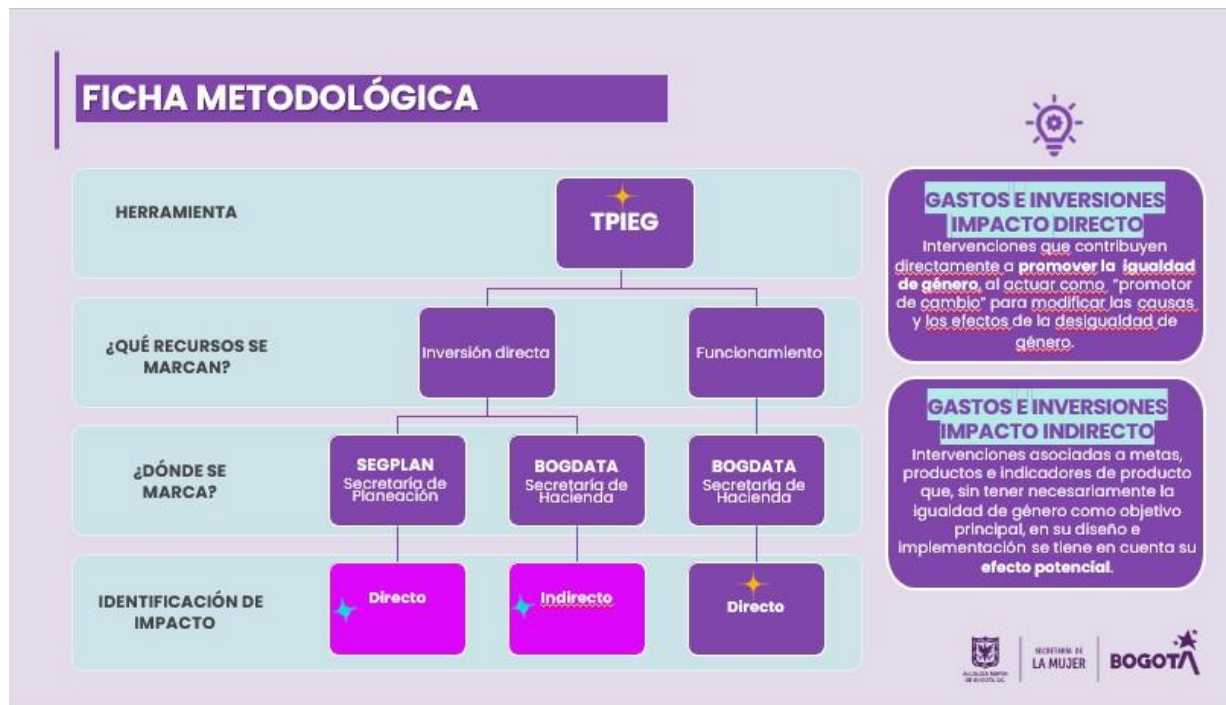 FICHA METODOLÓGICA
HERRAMIENTA
TPIEG
¿QUÉ RECURSOS SE
MARCAN?
Inversión directa
Funcionamiento
¿DÓNDE SE
MARCA?
SEGPLAN
Secretaría de
Planeación
BOGDATA
Secretaría de
Hacienda
BOGDATA
Secretaría de
Hacienda
IDENTIFICACIÓN DE
IMPACTO
Directo
Indirecto
Directo
GASTOS E INVERSIONES
IMPACTO DIRECTO
Intervenciones que contribuyen
directamente a promover la igualdad
de género, al actuar como "promotor
de cambio" para modificar las causas
y los efectos de la desigualdad de
género.
GASTOS E INVERSIONES
IMPACTO INDIRECTO
Intervenciones asociadas a metas,
productos e indicadores de producto
que, sin tener necesariamente la
igualdad de género como objetivo
principal, en su diseño e
implementación se tiene en cuenta su
efecto potencial.
ALCALDÍA MAYOR
DE BOGOTÁ D.C.
SECRETARÍA DE
LA MUJER
BOGOTÁ